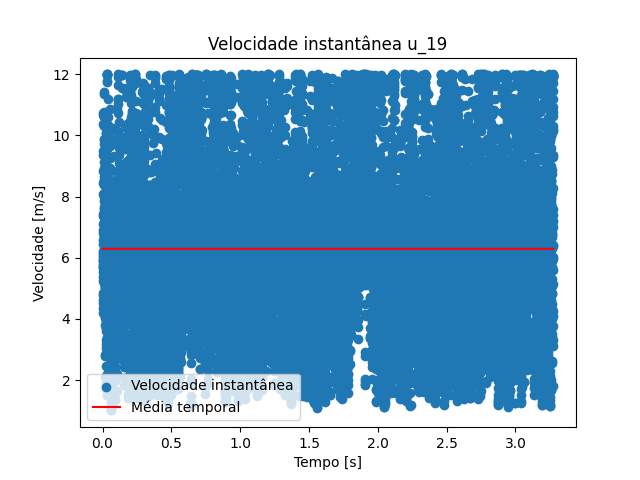 Velocidade instantânea u_19
Velocidade [m/s]
12
10
8
6
4
2
Velocidade instantânea
Média temporal
0.0 0.5 1.0 1.5 2.0 2.5 3.0
Tempo [s]